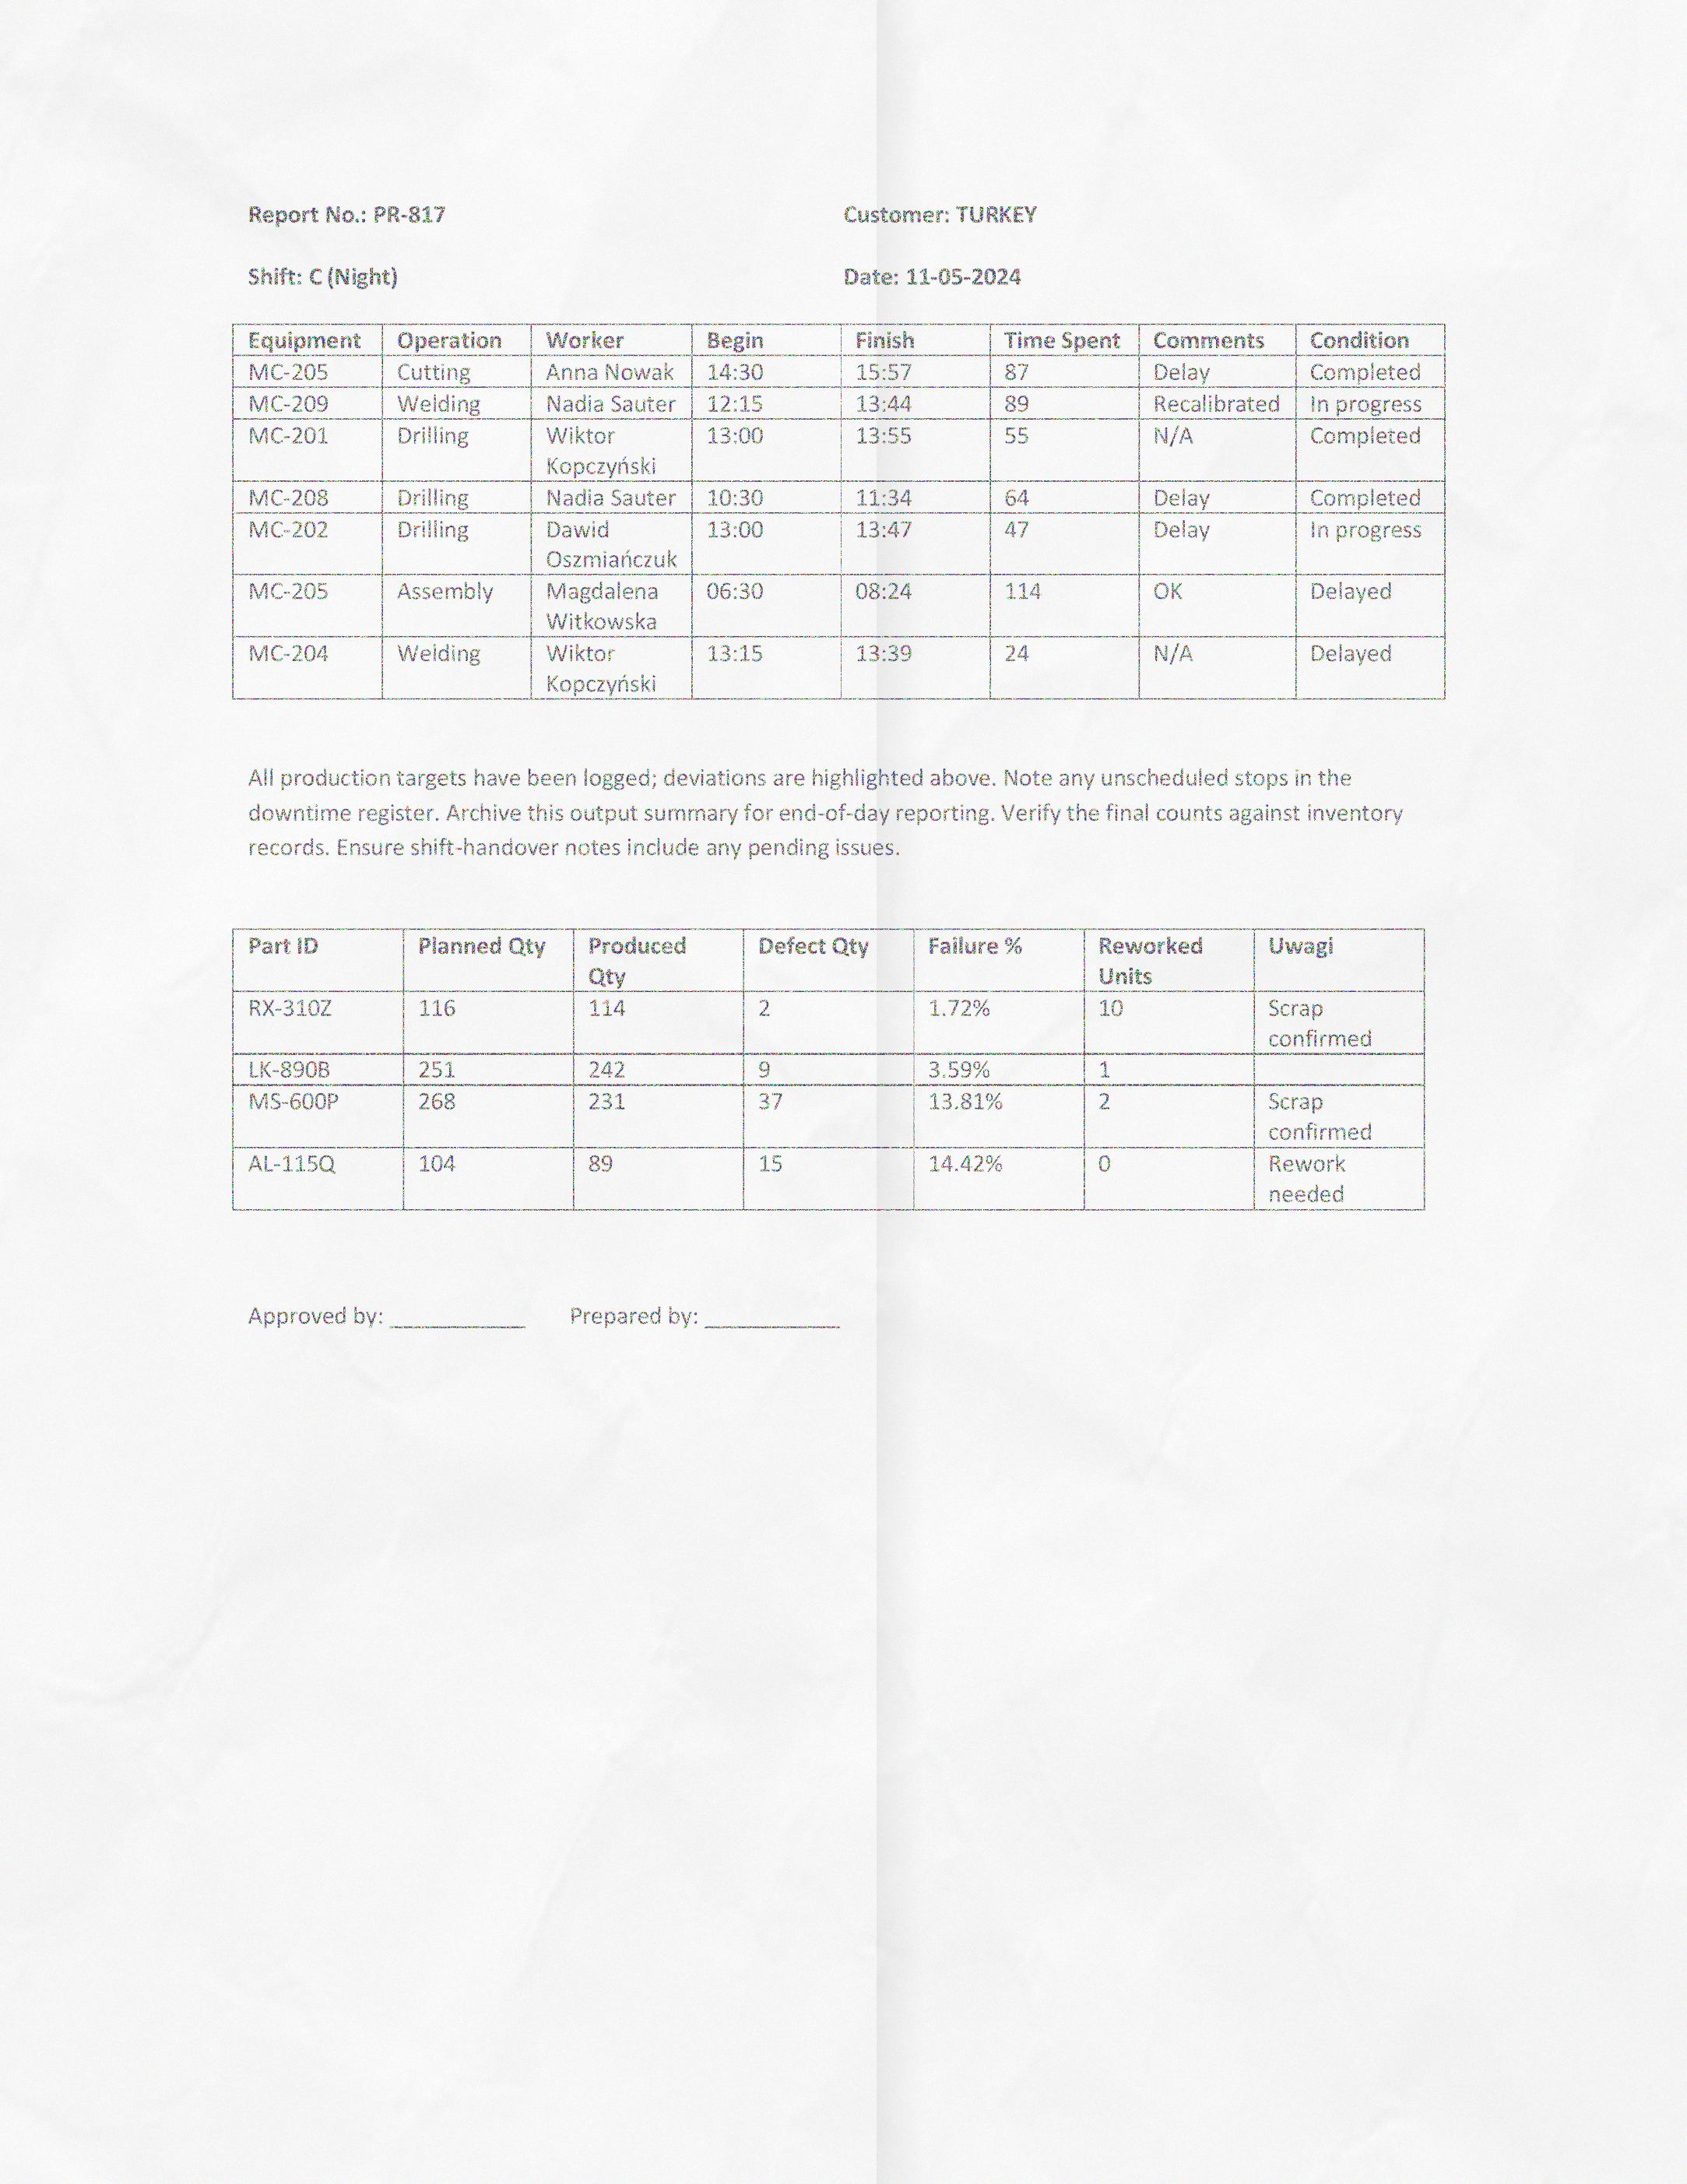 Report No.: PR-817 Customer: TURKEY
Shift: C (Night) Date: 11-05-2024
Equipment Operation Worker Begin Finish Time Spent Comments Condition
MC-205 Cutting Anna Nowak 14:30 15:57 87 Delay Completed
MC-209 Welding Nadia Sauter 12:15 13:44 89 Recalibrated In progress
MC-201 Drilling Wiktor 13:00 13:55 55 N/A Completed
Kopczyński
MC-208 Drilling Nadia Sauter 10:30 11:34 64 Delay Completed
MC-202 Drilling Dawid 13:00 13:47 47 Delay In progress
Oszmiańczuk
MC-205 Assembly Magdalena 06:30 08:24 114 OK Delayed
Witkowska
MC-204 Welding Wiktor 13:15 13:39 24 N/A Delayed
Kopczyński
All production targets have been logged; deviations are highlighted above. Note any unscheduled stops in the
downtime register. Archive this output summary for end-of-day reporting. Verify the final counts against inventory
records. Ensure shift-handover notes include any pending issues.
Part ID Planned Qty Produced Defect Qty Failure % Reworked Uwagi
Qty Units
RX-310Z 116 114 2 1.72% 10 Scrap
confirmed
LK-890B 251 242 9 3.59% 1
MS-600P 268 231 37 13.81% 2 Scrap
confirmed
AL-115Q 104 89 15 14.42% 0 Rework
needed
Approved by: ____________ Prepared by: ____________